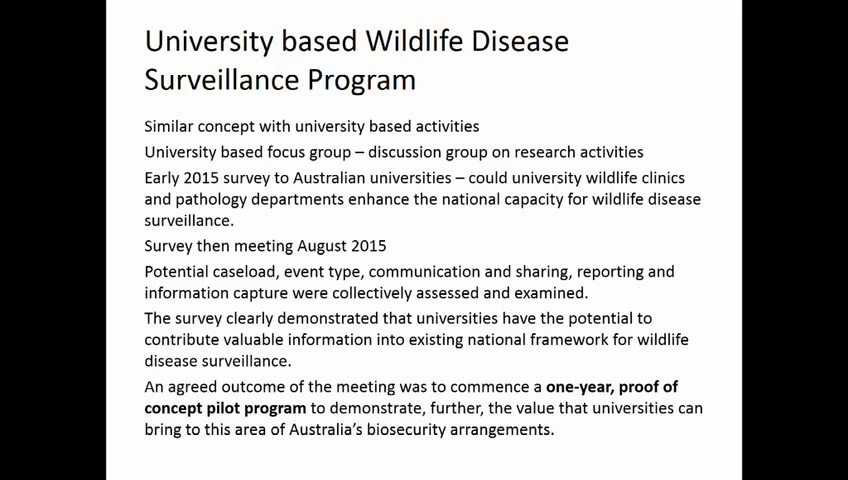 University based Wildlife Disease
Surveillance Program
Similar concept with university based activities
University based focus group – discussion group on research activities
Early 2015 survey to Australian universities – could university wildlife clinics
and pathology departments enhance the national capacity for wildlife disease
surveillance.
Survey then meeting August 2015
Potential caseload, event type, communication and sharing, reporting and
information capture were collectively assessed and examined.
The survey clearly demonstrated that universities have the potential to
contribute valuable information into existing national framework for wildlife
disease surveillance.
An agreed outcome of the meeting was to commence a one-year, proof of
concept pilot program to demonstrate, further, the value that universities can
bring to this area of Australia’s biosecurity arrangements.